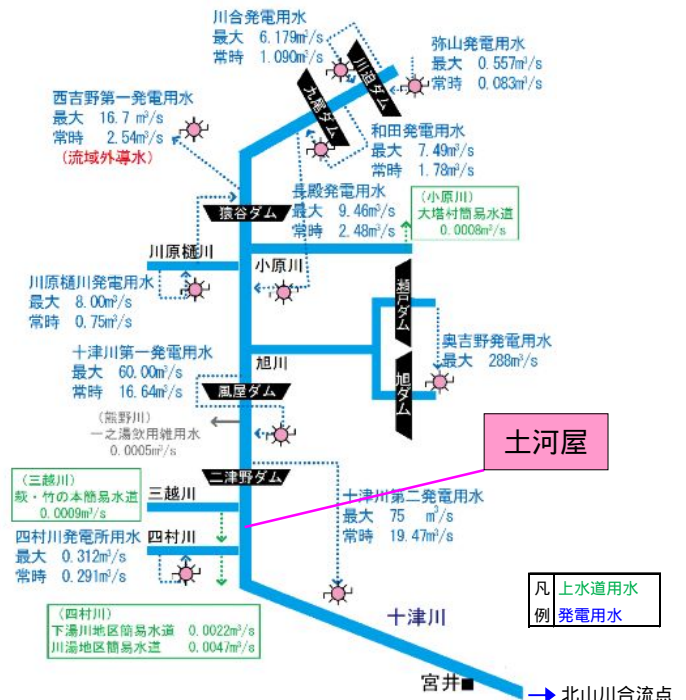 川合発電用水
最大 6.179m³/s
常時 1.090m³/s
弥山発電用水
最大 0.557m³/s
常時 0.083m³/s
川迫ダム
九尾ダム
西吉野第一発電用水
最大 16.7 m³/s
常時 2.54m³/s
(流域外導水)
和田発電用水
最大 7.49m³/s
常時 1.78m³/s
長殿発電用水
最大 9.46m³/s
常時 2.48m³/s
(小原川)
大塔村簡易水道
0.0008m³/s
猿谷ダム
川原樋川
小原川
川原樋川発電用水
最大 8.00m³/s
常時 0.75m³/s
瀬戸ダム
奥吉野発電用水
最大 288m³/s
十津川第一発電用水
最大 60.00m³/s
常時 16.64m³/s
旭川
旭ダム
風屋ダム
(熊野川)
一之湯飲用雑用水
0.0005m³/s
土河屋
二津野ダム
(三越川)
萩・竹の本簡易水道
0.0009m³/s
三越川
十津川第二発電用水
最大 75 m³/s
常時 19.47m³/s
四村川発電所用水
最大 0.312m³/s
常時 0.291m³/s
四村川
凡例
上水道用水
発電用水
(四村川)
下湯川地区簡易水道 0.0022m³/s
川湯地区簡易水道 0.0047m³/s
十津川
宮井■
北山川合流点